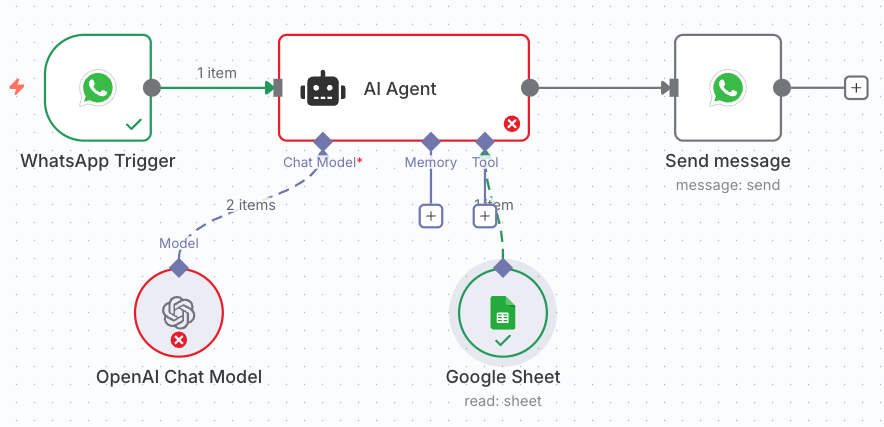 1 item
AI Agent
Chat Model*
Memory
Tool
WhatsApp Trigger
Send message
message: send
2 items
1 item
Model
OpenAI Chat Model
Google Sheet
read: sheet